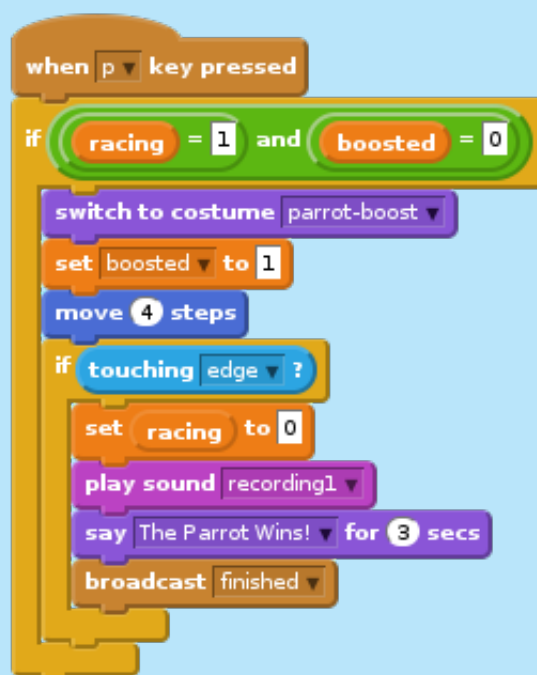 when p key pressed
if racing = 1 and boosted = 0
switch to costume parrot-boost
set boosted to 1
move 4 steps
if touching edge ?
set racing to 0
play sound recording1
say The Parrot Wins! for 3 secs
broadcast finished